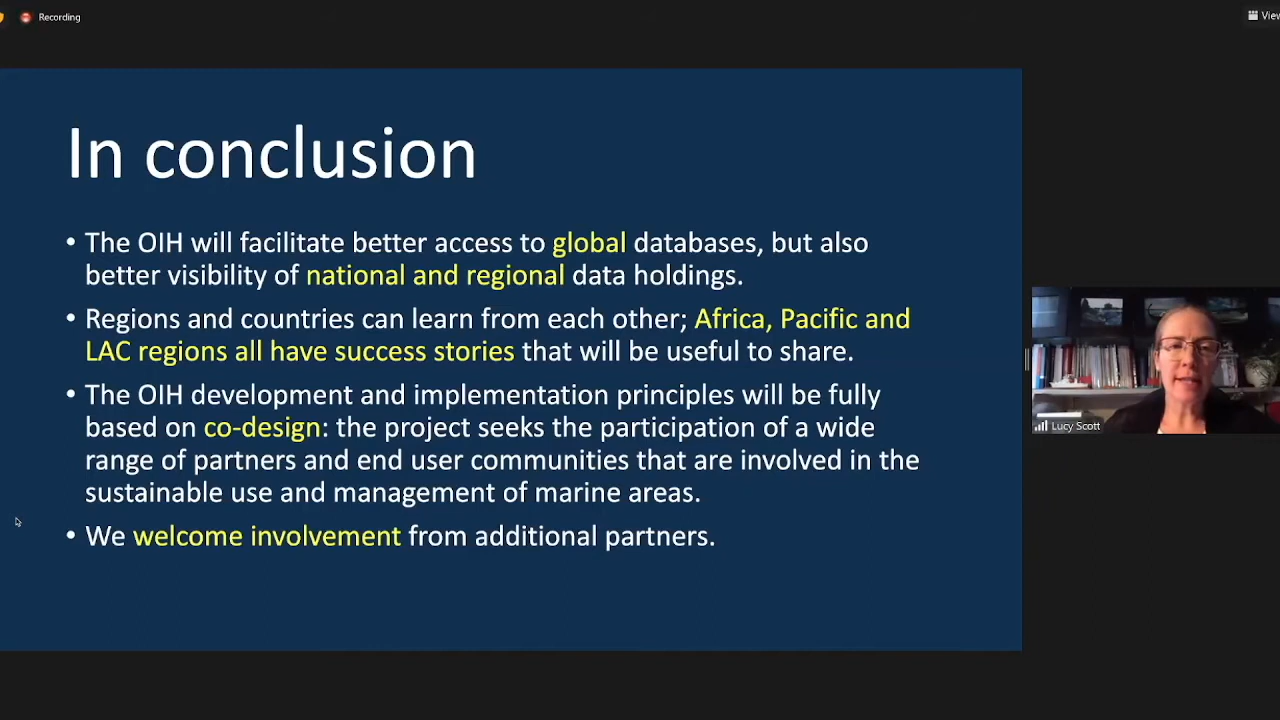 Recording
View
In conclusion
• The OIH will facilitate better access to global databases, but also
better visibility of national and regional data holdings.
• Regions and countries can learn from each other; Africa, Pacific and
LAC regions all have success stories that will be useful to share.
• The OIH development and implementation principles will be fully
based on co-design: the project seeks the participation of a wide
range of partners and end user communities that are involved in the
sustainable use and management of marine areas.
• We welcome involvement from additional partners.
Lucy Scott